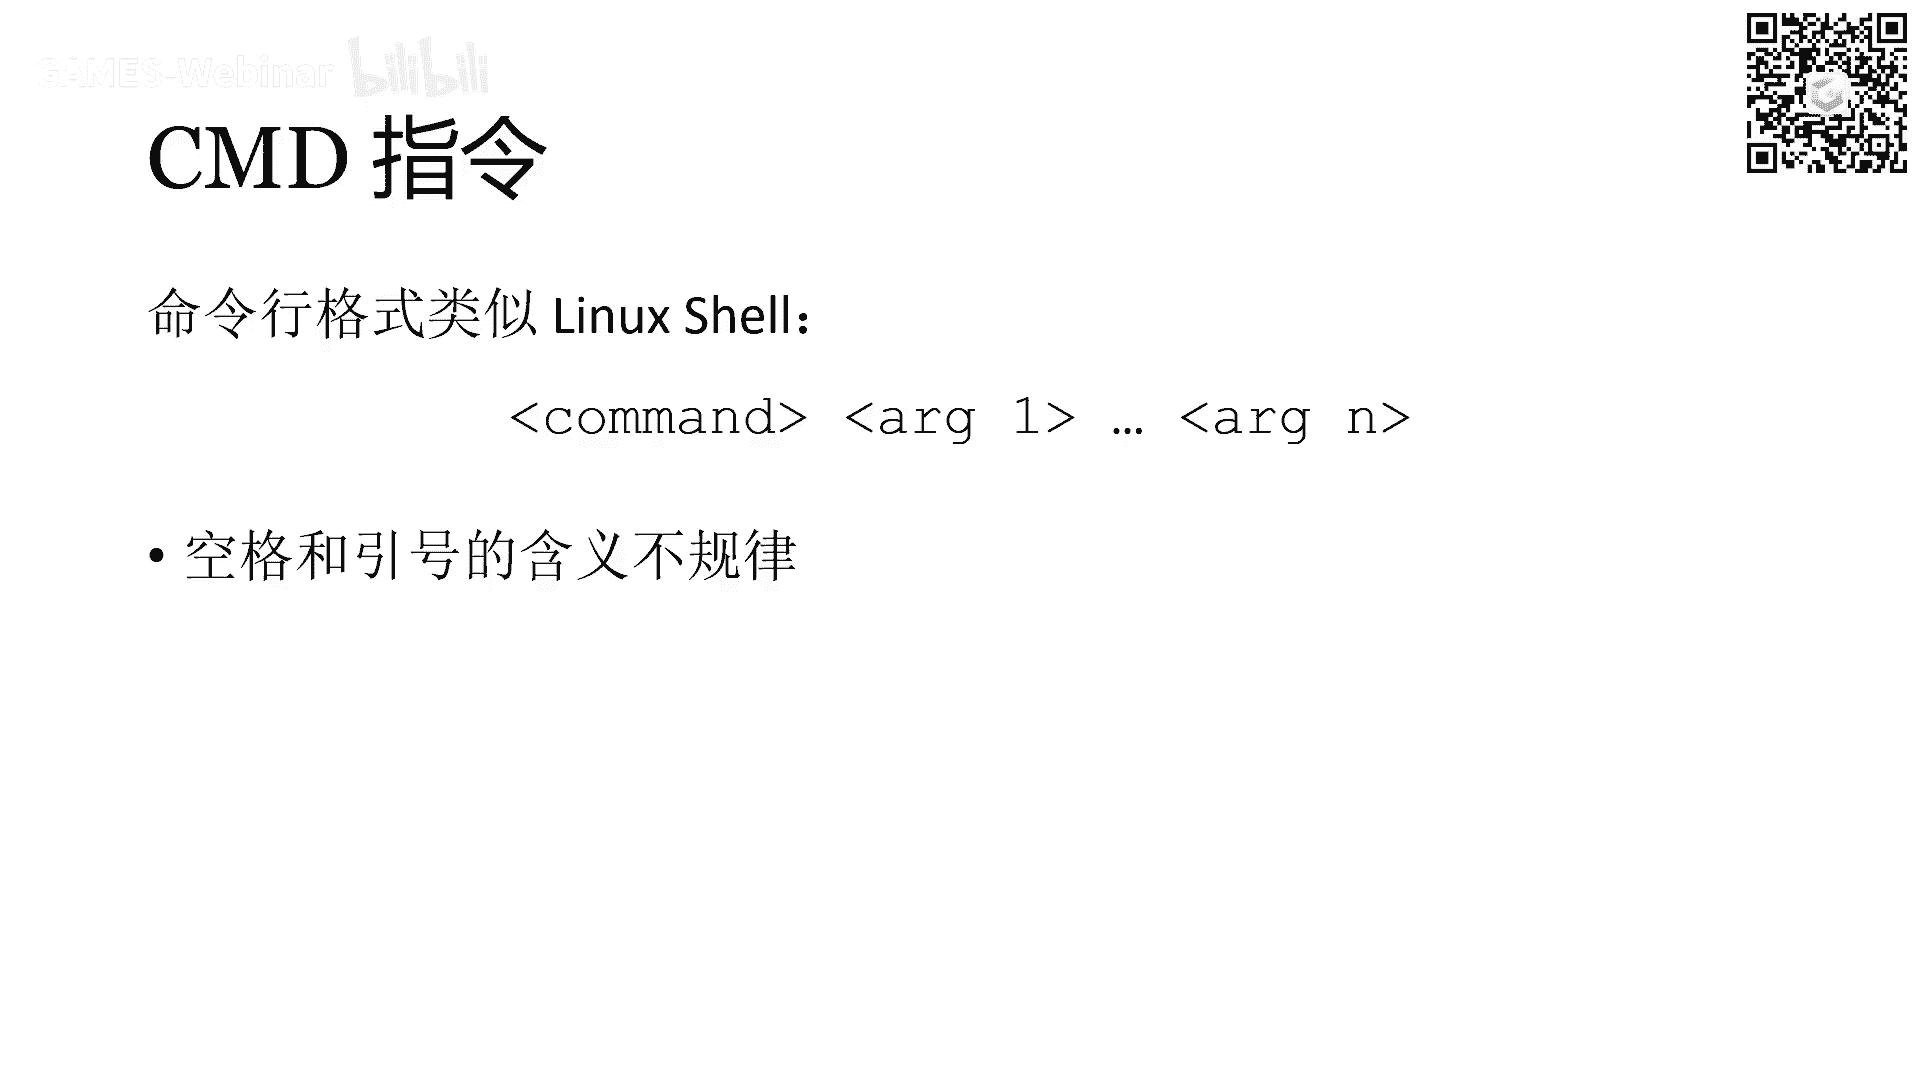 GAMES-Webinar bilibili
CMD 指令
命令行格式类似 Linux Shell：
<command> <arg 1> … <arg n>
• 空格和引号的含义不规律